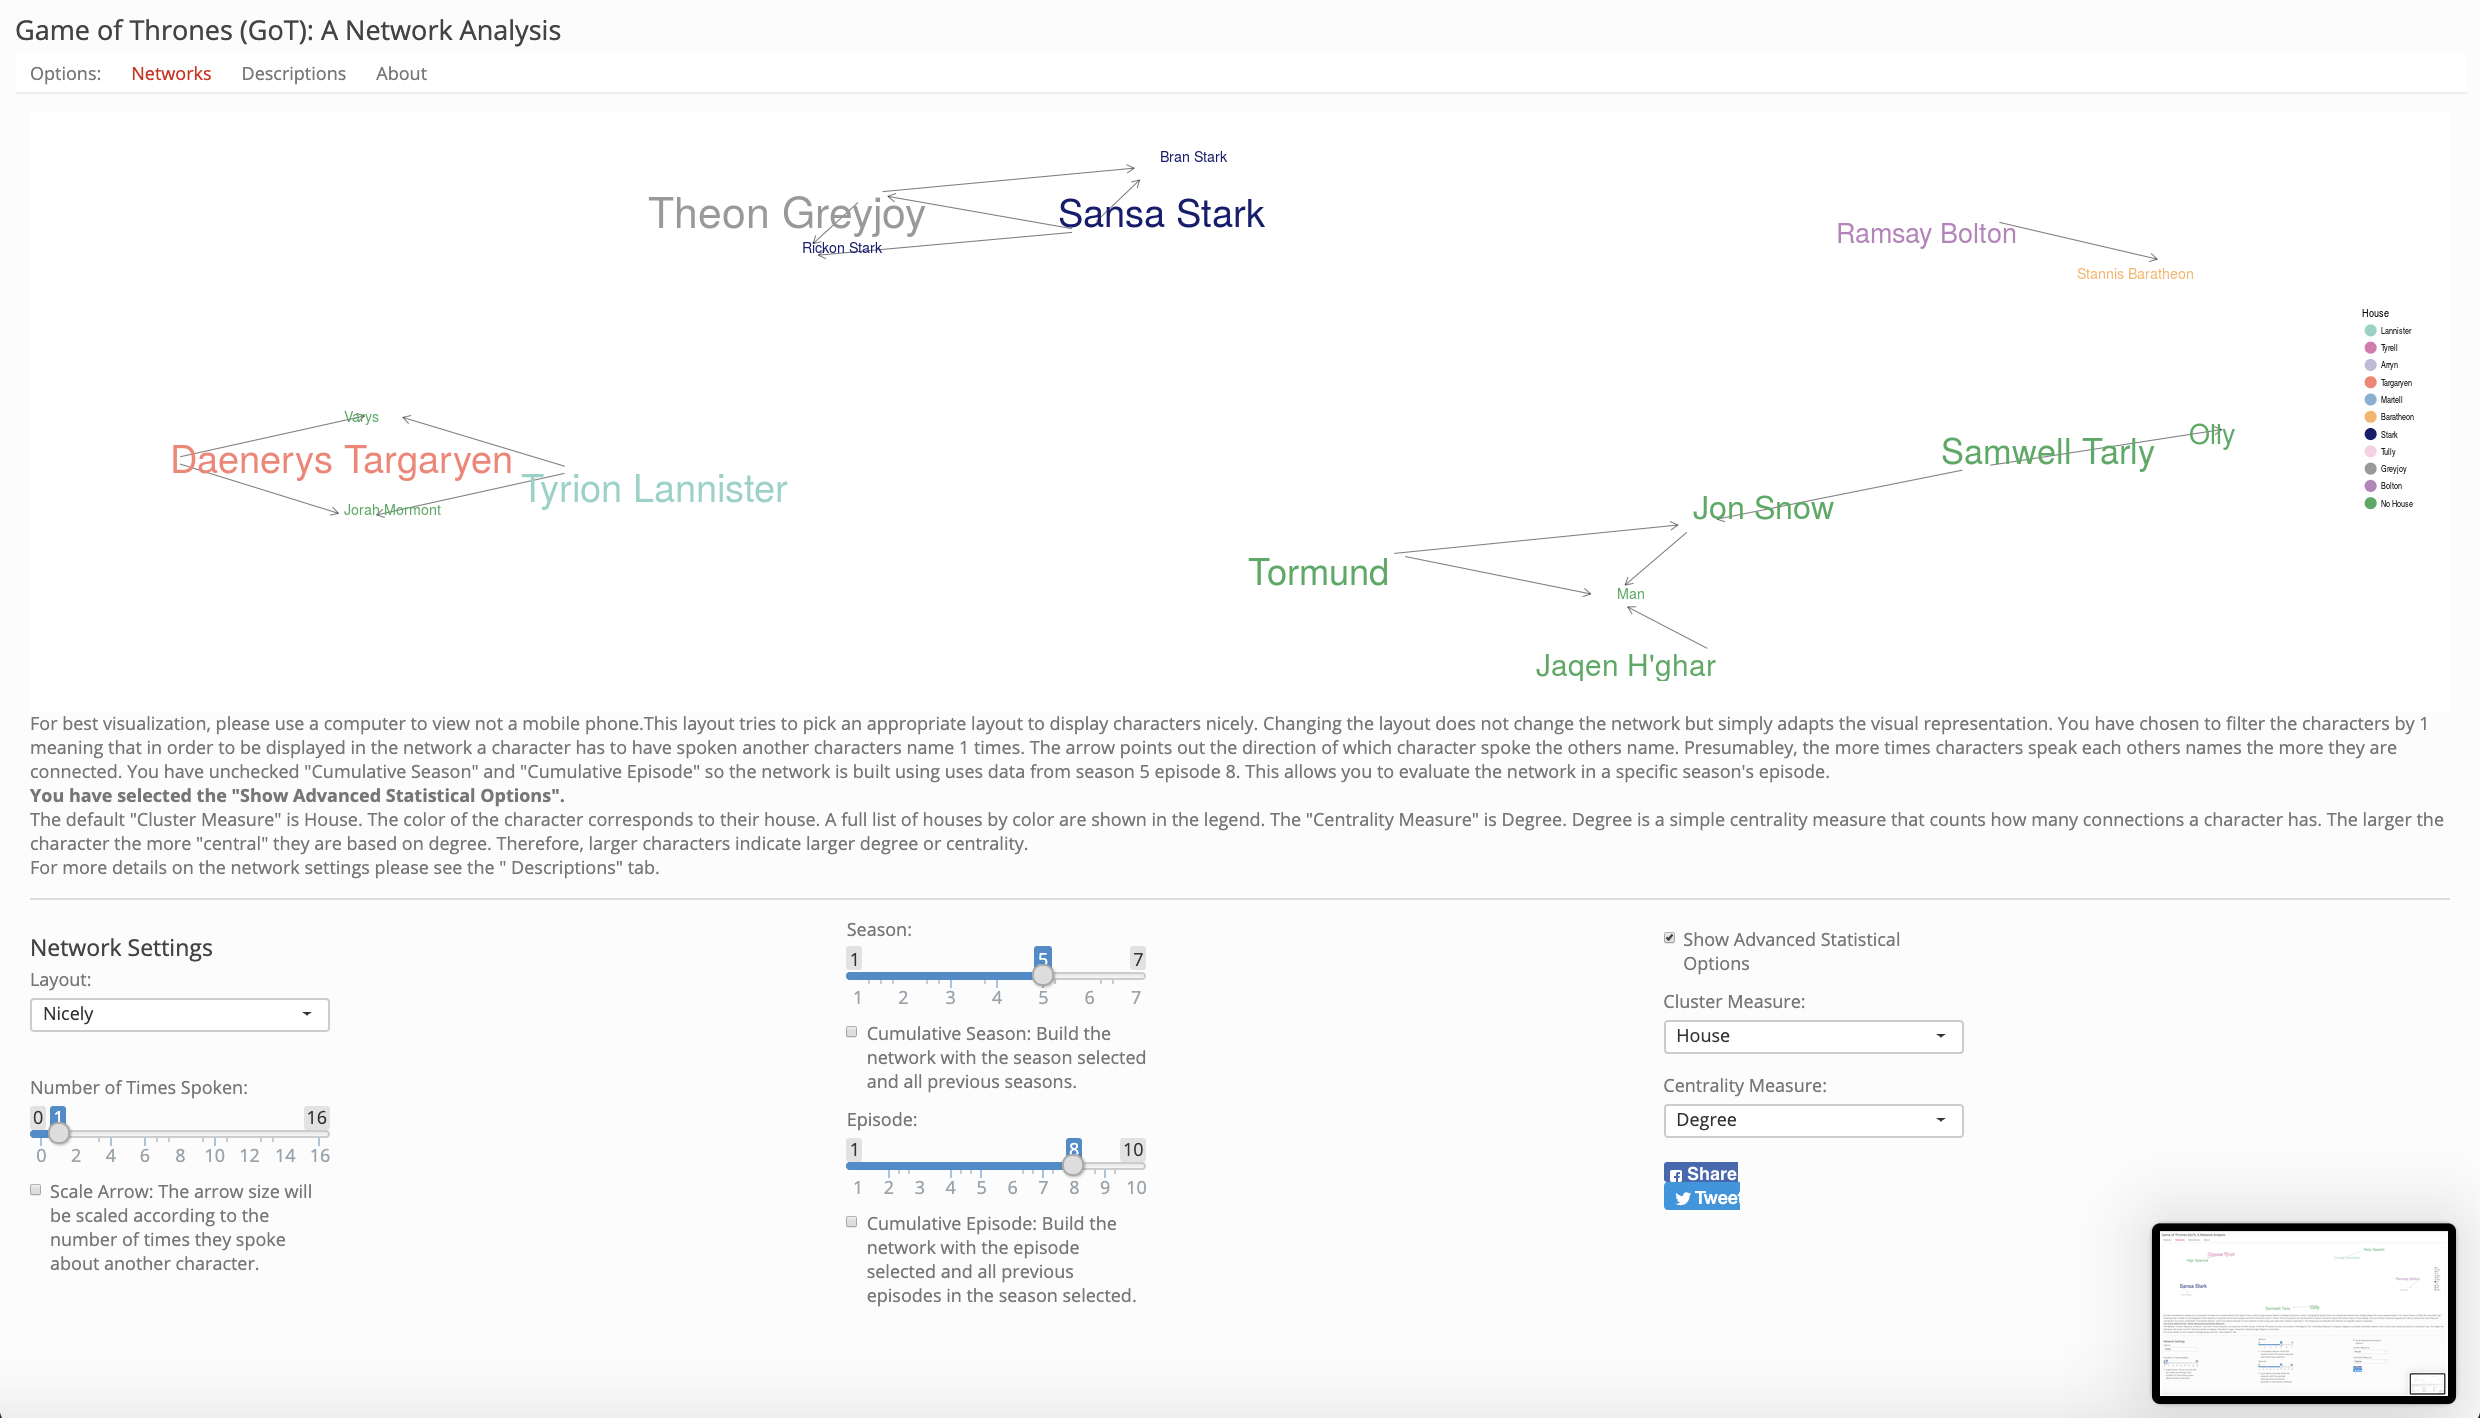 Game of Thrones (GoT): A Network Analysis
Options: Networks Descriptions About
Bran Stark
Theon Greyjoy
Sansa Stark
Rickon Stark
Ramsay Bolton
Stannis Baratheon
House
Lannister
Tyrell
Arryn
Targaryen
Martell
Baratheon
Stark
Tully
Greyjoy
Bolton
No House
Varys
Daenerys Targaryen
Tyrion Lannister
Jorah Mormont
Samwell Tarly
Olly
Jon Snow
Tormund
Man
Jaqen H'ghar
For best visualization, please use a computer to view not a mobile phone.This layout tries to pick an appropriate layout to display characters nicely. Changing the layout does not change the network but simply adapts the visual representation. You have chosen to filter the characters by 1
meaning that in order to be displayed in the network a character has to have spoken another characters name 1 times. The arrow points out the direction of which character spoke the others name. Presumabley, the more times characters speak each others names the more they are
connected. You have unchecked "Cumulative Season" and "Cumulative Episode" so the network is built using uses data from season 5 episode 8. This allows you to evaluate the network in a specific season's episode.
You have selected the "Show Advanced Statistical Options".
The default "Cluster Measure" is House. The color of the character corresponds to their house. A full list of houses by color are shown in the legend. The "Centrality Measure" is Degree. Degree is a simple centrality measure that counts how many connections a character has. The larger the
character the more "central" they are based on degree. Therefore, larger characters indicate larger degree or centrality.
For more details on the network settings please see the " Descriptions" tab.
Network Settings
Layout:
Nicely
Number of Times Spoken:
0 1 16
0 2 4 6 8 10 12 14 16
Scale Arrow: The arrow size will
be scaled according to the
number of times they spoke
about another character.
Season:
1 5 7
1 2 3 4 5 6 7
Cumulative Season: Build the
network with the season selected
and all previous seasons.
Episode:
1 8 10
1 2 3 4 5 6 7 8 9 10
Cumulative Episode: Build the
network with the episode
selected and all previous
episodes in the season selected.
Show Advanced Statistical
Options
Cluster Measure:
House
Centrality Measure:
Degree
Share
Tweet
Game of Thrones (GoT): A Network Analysis
Sansa Stark
Ramsay Bolton
Samwell Tarly
Gilly